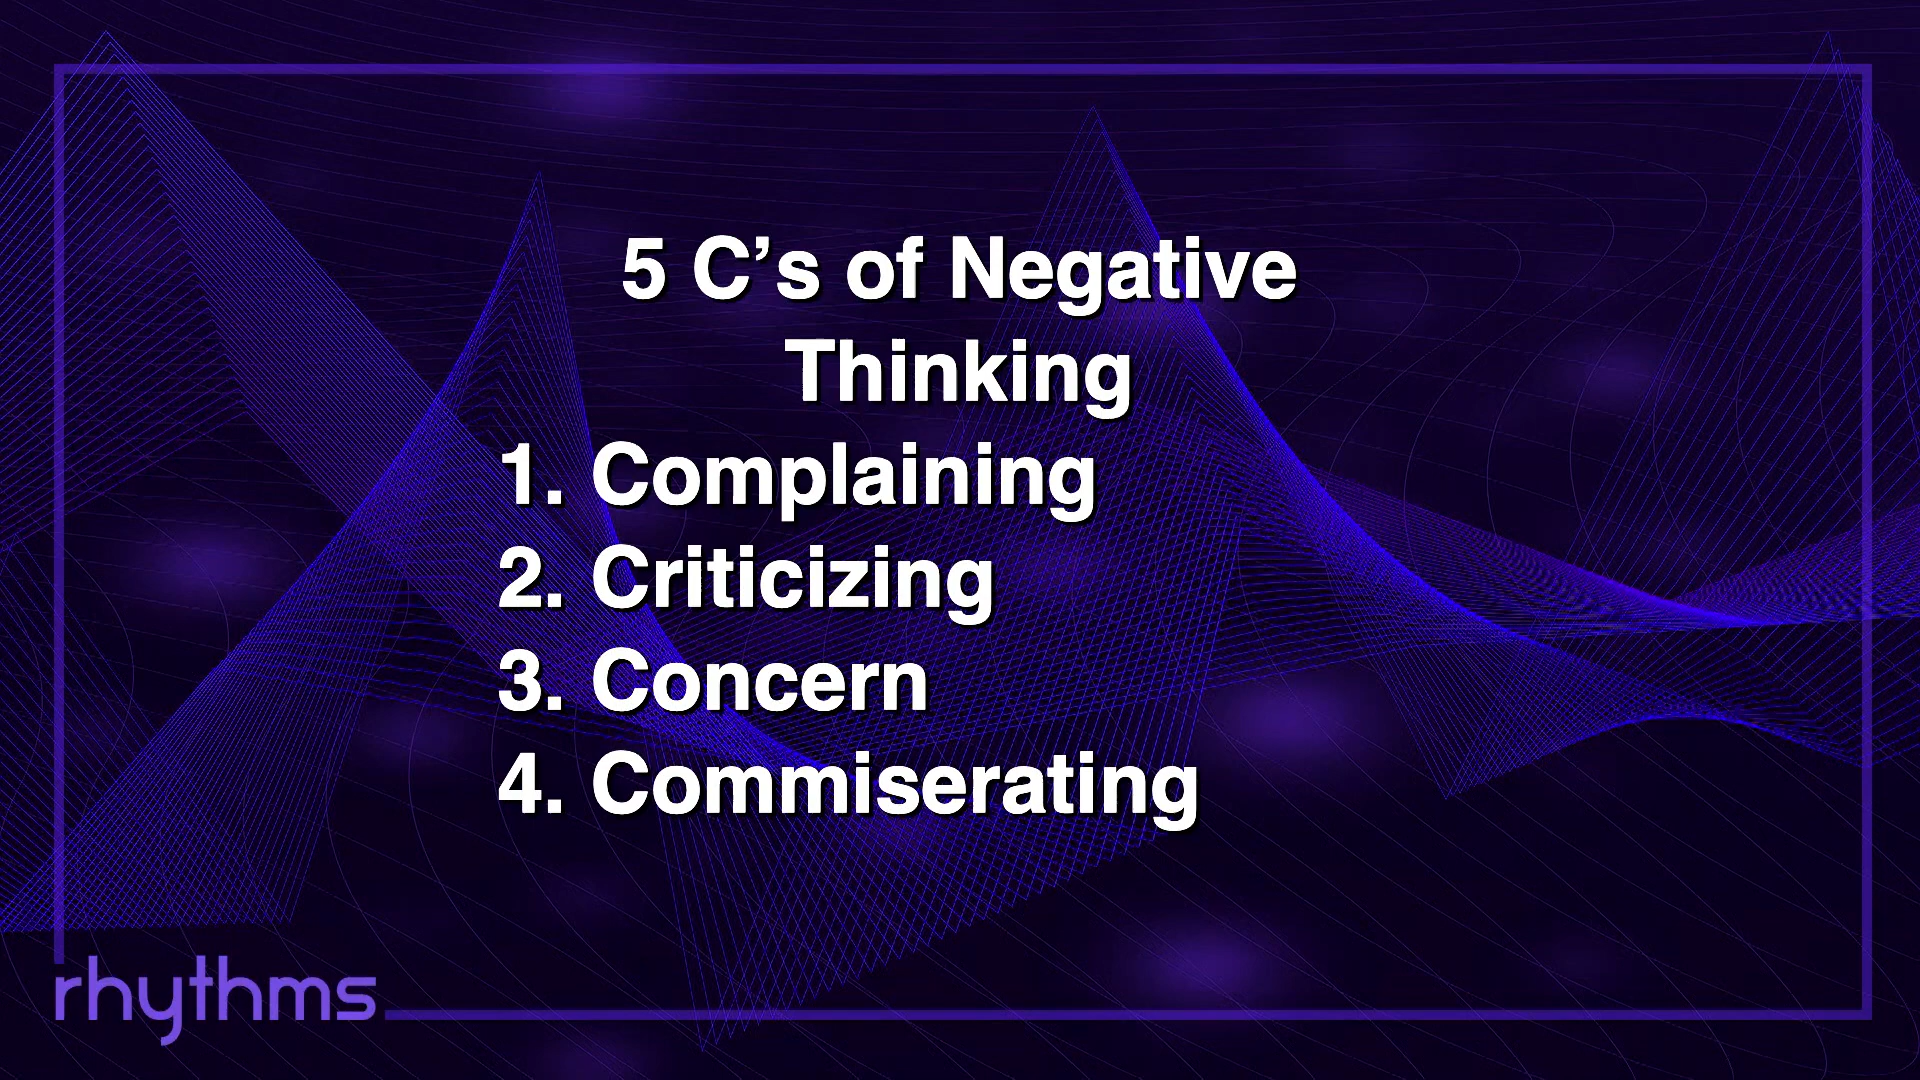 5 C’s of Negative
Thinking
1. Complaining
2. Criticizing
3. Concern
4. Commiserating
rhythms